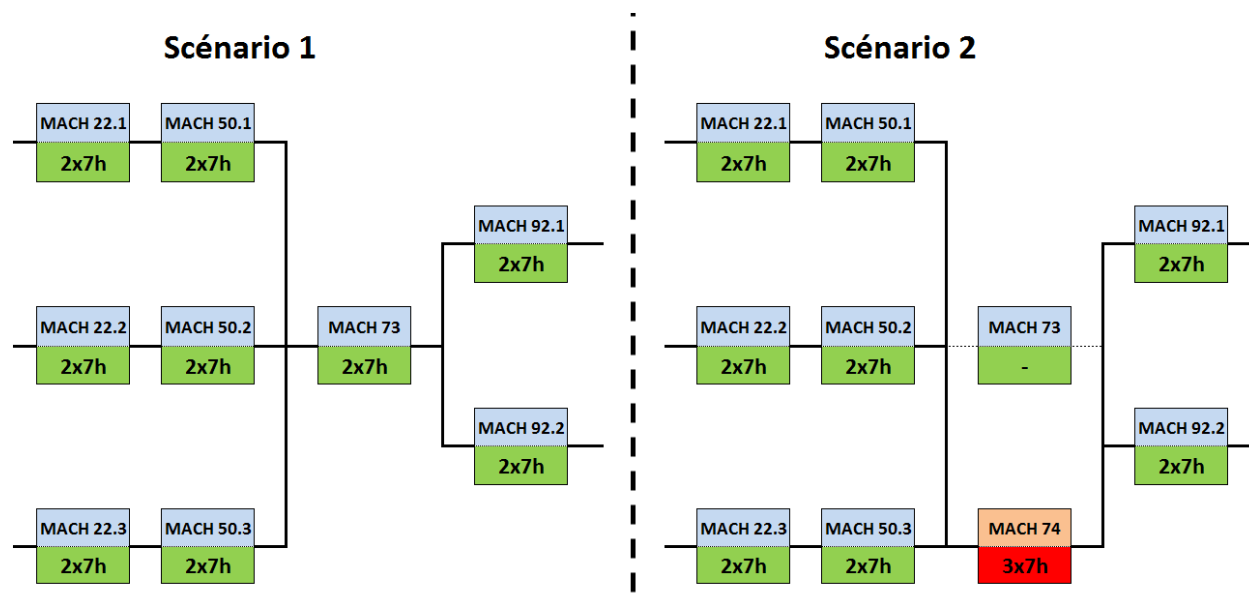 Scénario 1
MACH 22.1
2x7h
MACH 50.1
2x7h
MACH 92.1
2x7h
MACH 22.2
2x7h
MACH 50.2
2x7h
MACH 73
2x7h
MACH 92.2
2x7h
MACH 22.3
2x7h
MACH 50.3
2x7h
Scénario 2
MACH 22.1
2x7h
MACH 50.1
2x7h
MACH 92.1
2x7h
MACH 22.2
2x7h
MACH 50.2
2x7h
MACH 73
-
MACH 92.2
2x7h
MACH 22.3
2x7h
MACH 50.3
2x7h
MACH 74
3x7h